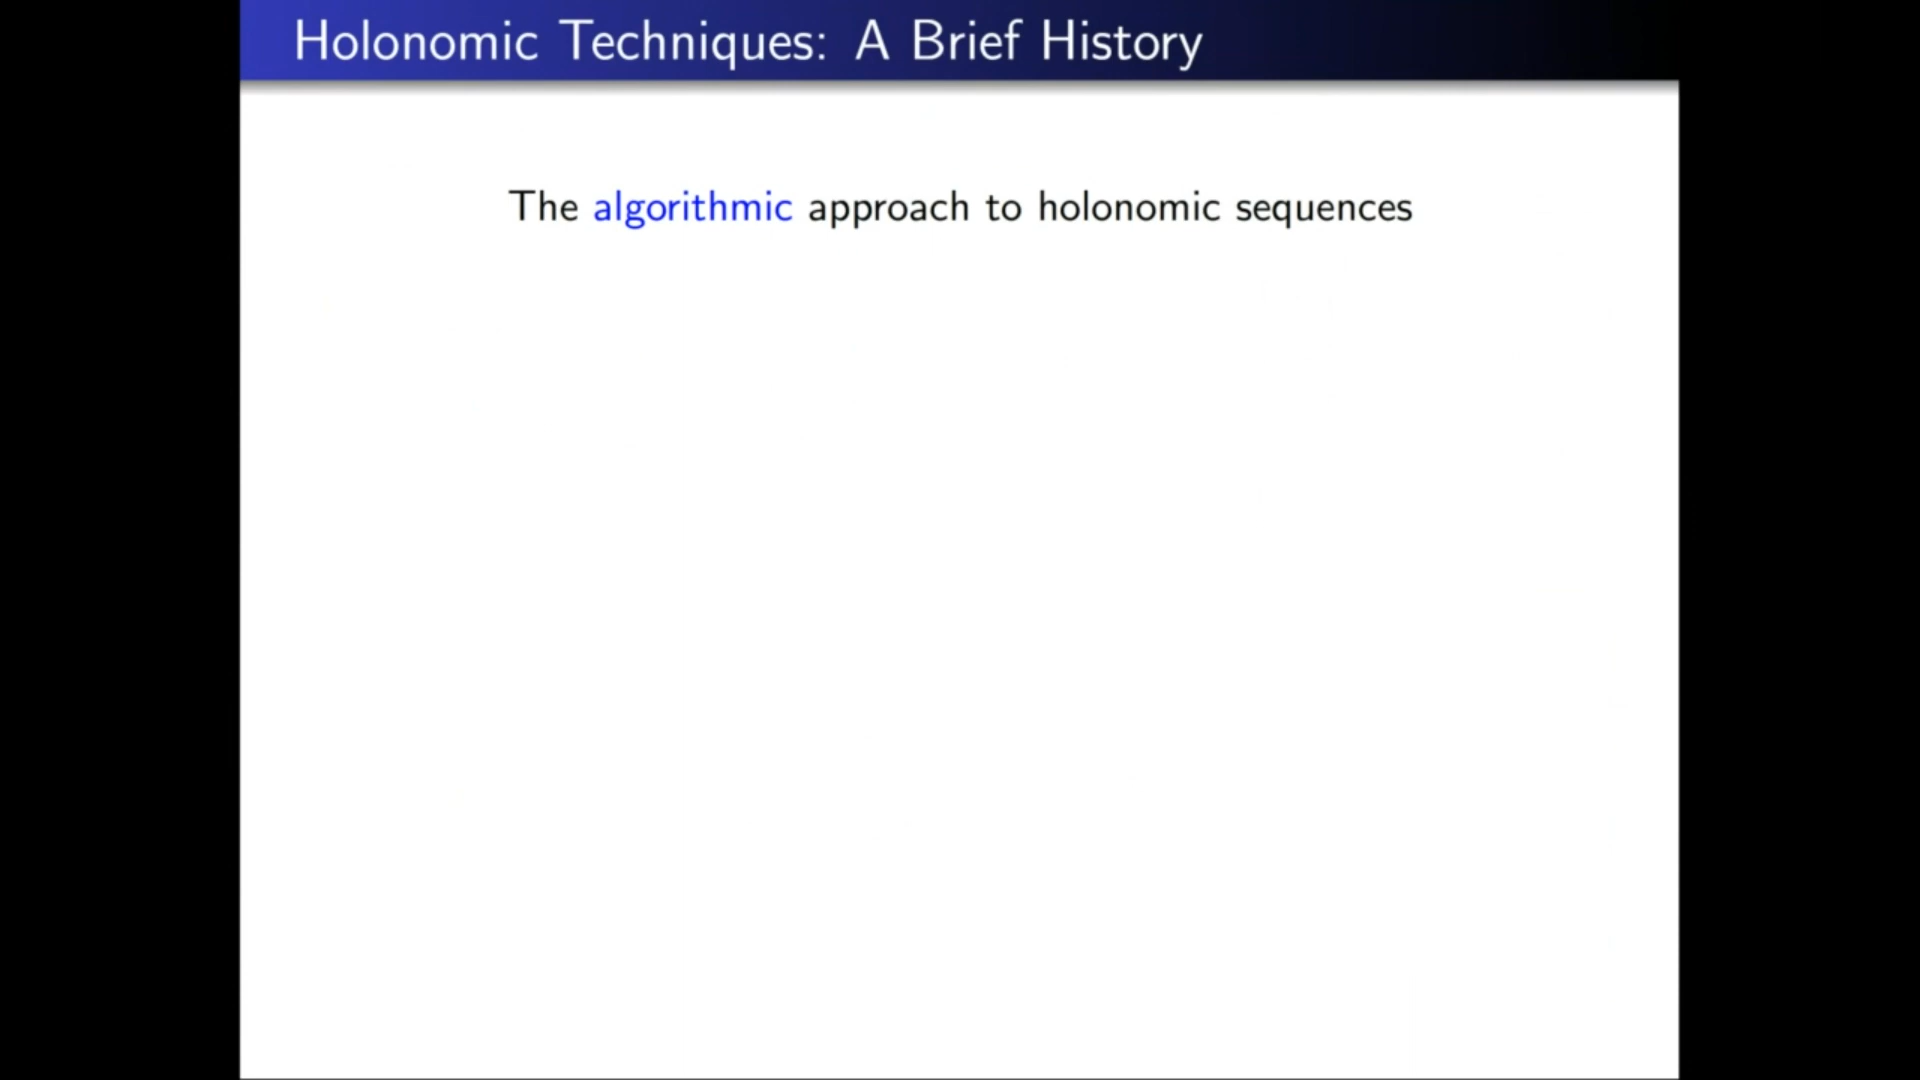 Holonomic Techniques: A Brief History
The algorithmic approach to holonomic sequences